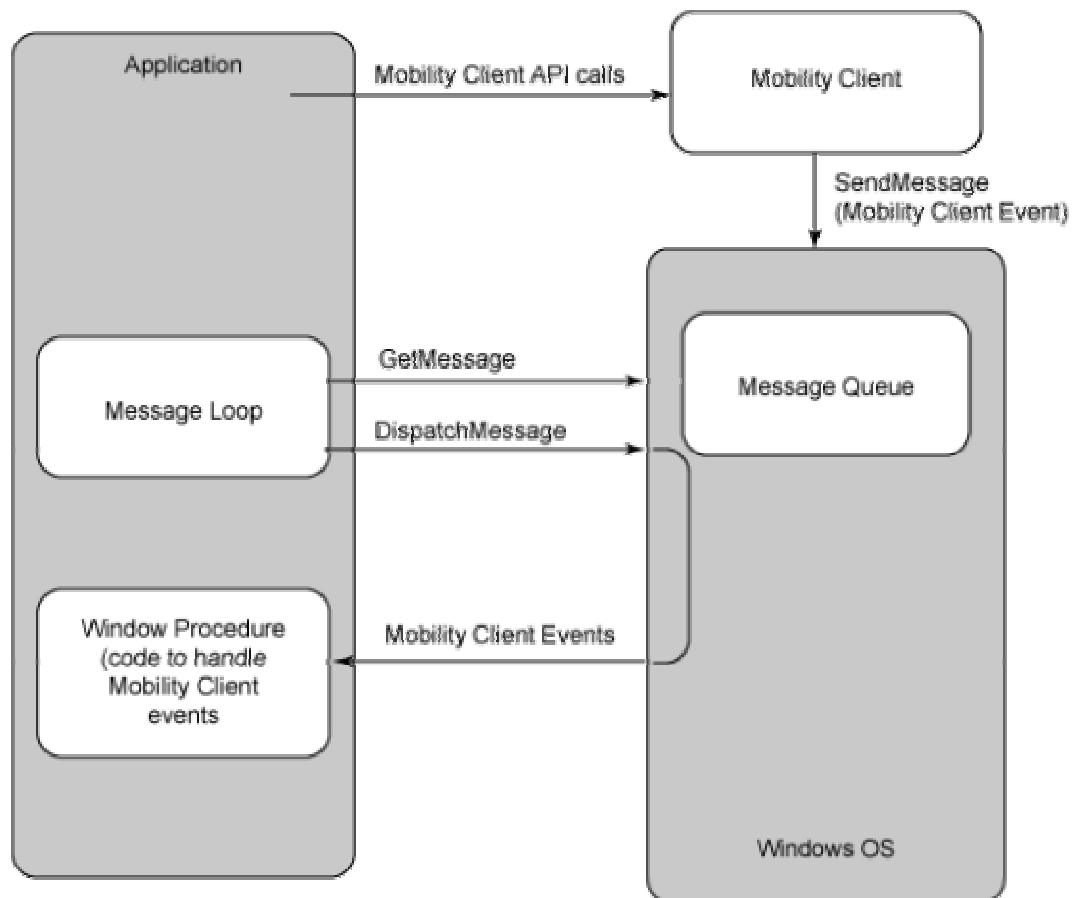 Application
Mobility Client API calls
Mobility Client
SendMessage
(Mobility Client Event)
GetMessage
Message Queue
Message Loop
DispatchMessage
Window Procedure
(code to handle
Mobility Client
events
Mobility Client Events
Windows OS